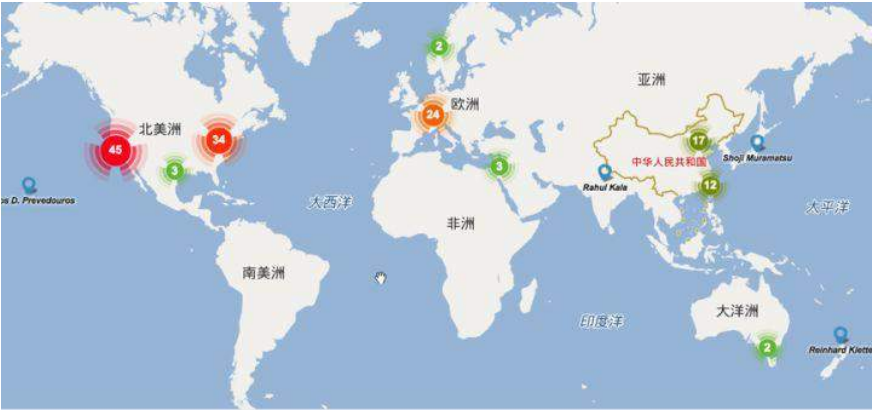 2
亚洲
欧洲
24
北美洲
34
45
17
中华人民共和国
Shoji Muramatsu
3
3
Rahul Kala
12
os D. Prevedouros
大西洋
太平洋
非洲
南美洲
大洋洲
印度洋
2
Reinhard Klette